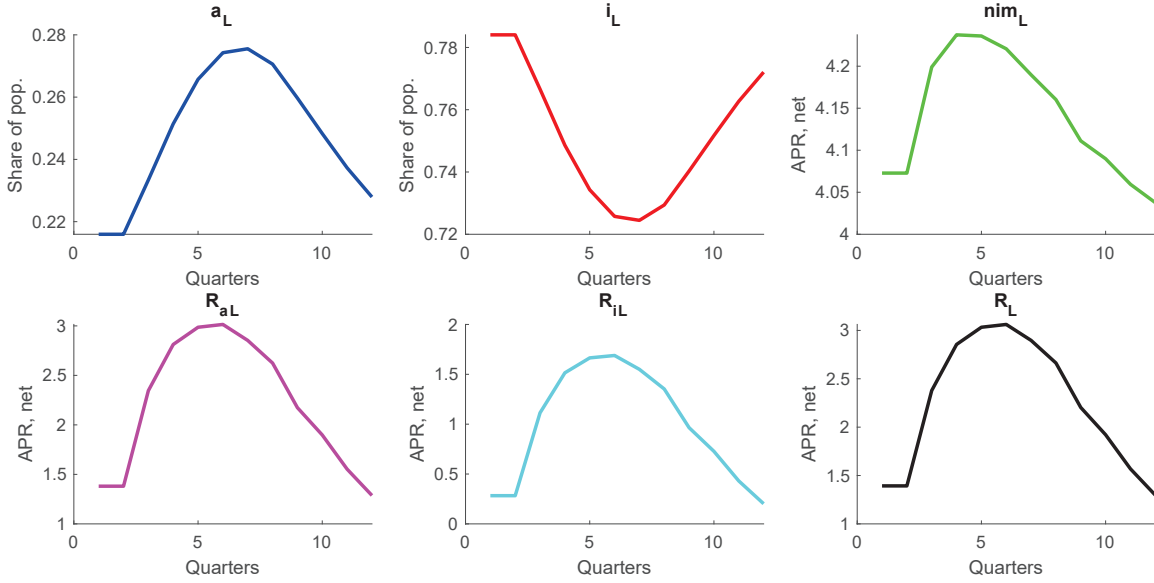 a_L
Share of pop.
0.28
0.26
0.24
0.22
0
5
10
Quarters
i_L
Share of pop.
0.78
0.76
0.74
0.72
0
5
10
Quarters
nim_L
APR, net
4.2
4.15
4.1
4.05
4
0
5
10
Quarters
R_aL
APR, net
3
2.5
2
1.5
1
0
5
10
Quarters
R_iL
APR, net
2
1.5
1
0.5
0
0
5
10
Quarters
R_L
APR, net
3
2.5
2
1.5
1
0
5
10
Quarters